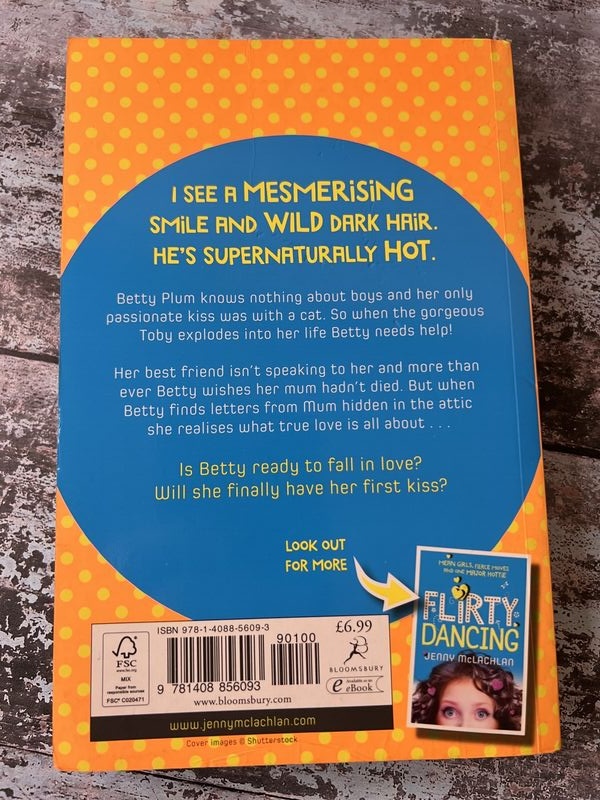 I SEE A MESMERISING
SMILE AND WILD DARK HAIR.
HE'S SUPERNATURALLY HOT.
Betty Plum knows nothing about boys and her only
passionate kiss was with a cat. So when the gorgeous
Toby explodes into her life Betty needs help!
Her best friend isn't speaking to her and more than
ever Betty wishes her mum hadn't died. But when
Betty finds letters from Mum hidden in the attic
she realises what true love is all about . . .
Is Betty ready to fall in love?
Will she finally have her first kiss?
LOOK OUT
FOR MORE
MEAN GIRLS, FIERCE MOVES
AND ONE MAJOR HOTTIE
FLIRTY
DANCING
JENNY McLACHLAN
FSC
www.fsc.org
MIX
Paper from
responsible sources
FSC® C020471
ISBN 978-1-4088-5609-3
90100
9 781408 856093
www.bloomsbury.com
£6.99
BLOOMSBURY
Available as an
e eBook
www.jennymclachlan.com
Cover images © Shutterstock